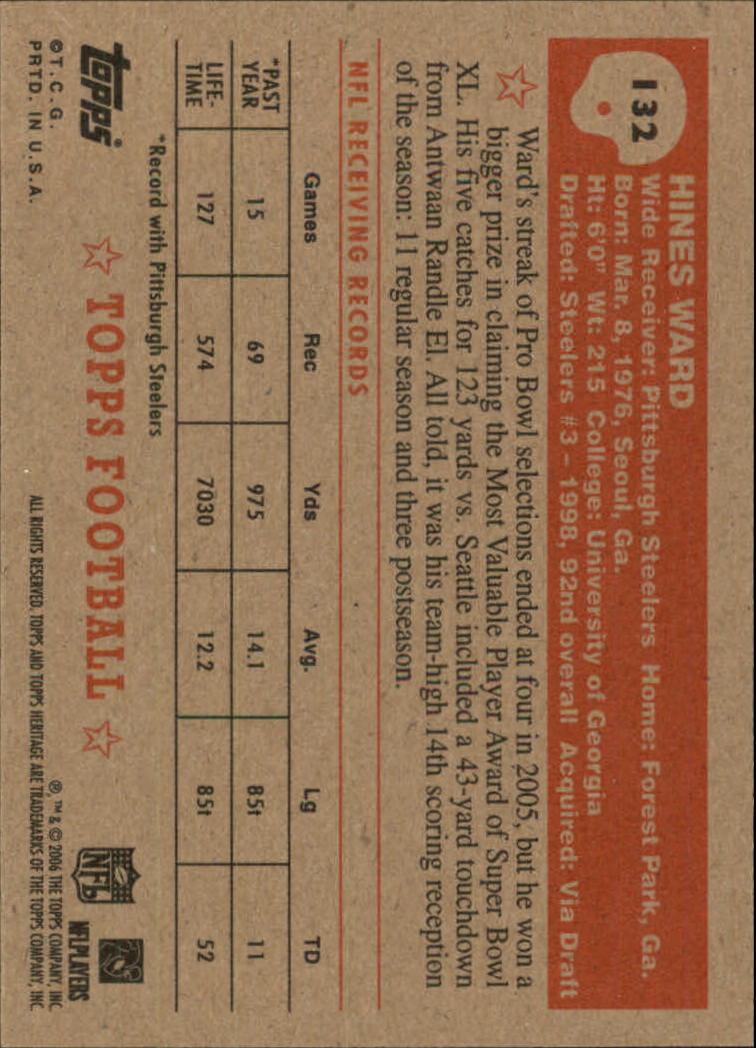 132
HINES WARD
Wide Receiver: Pittsburgh Steelers Home: Forest Park, Ga.
Born: Mar. 8, 1976, Seoul, Ga.
Ht: 6'0" Wt: 215 College: University of Georgia
Drafted: Steelers #3 – 1998, 92nd overall Acquired: Via Draft
Ward's streak of Pro Bowl selections ended at four in 2005, but he won a
bigger prize in claiming the Most Valuable Player Award of Super Bowl
XL. His five catches for 123 yards vs. Seattle included a 43-yard touchdown
from Antwaan Randle El. All told, it was his team-high 14th scoring reception
of the season: 11 regular season and three postseason.
NFL RECEIVING RECORDS
Games Rec Yds Avg. Lg TD
*PAST YEAR 15 69 975 14.1 85t 11
LIFE-TIME 127 574 7030 12.2 85t 52
*Record with Pittsburgh Steelers
topps
TOPPS FOOTBALL
NFL
NFLPLAYERS
©T.C.G.
PRTD. IN U.S.A.
®, ™ & © 2006 THE TOPPS COMPANY, INC
ALL RIGHTS RESERVED. TOPPS AND TOPPS HERITAGE ARE TRADEMARKS OF THE TOPPS COMPANY, INC